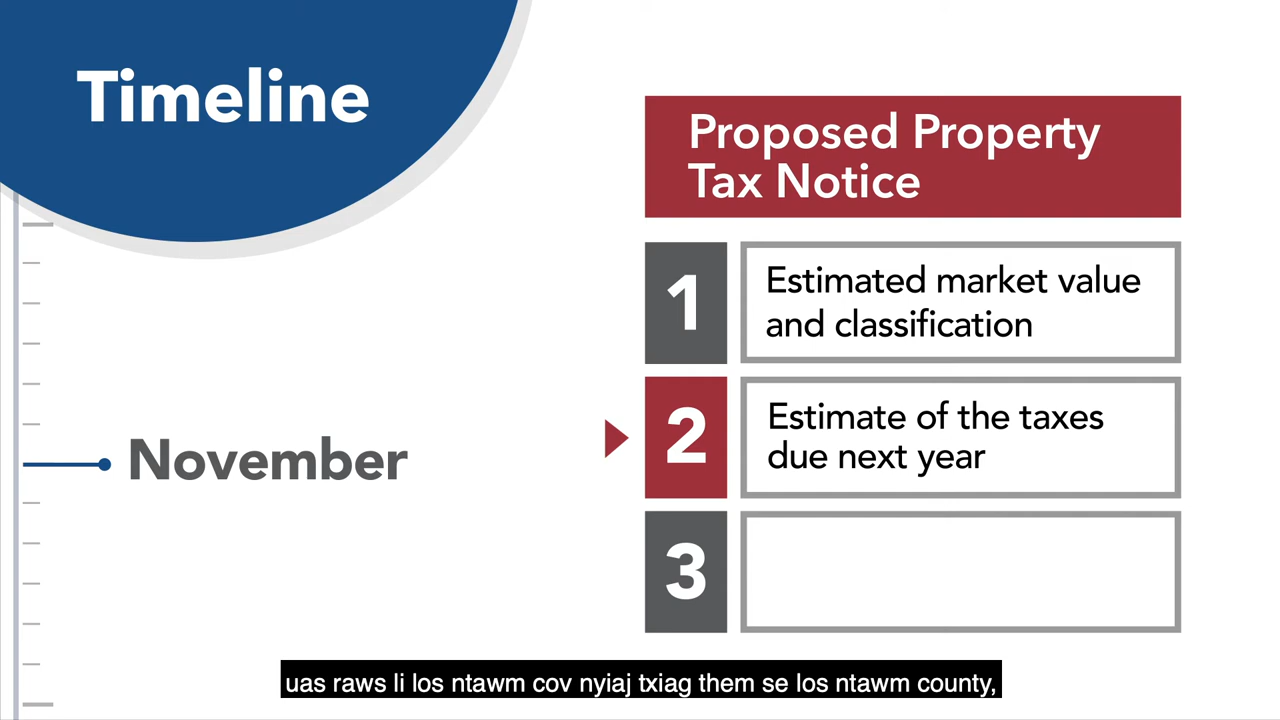 Timeline
Proposed Property
Tax Notice
1
Estimated market value
and classification
2
Estimate of the taxes
due next year
November
3
uas raws li los ntawm cov nyiaj txiag them se los ntawm county,